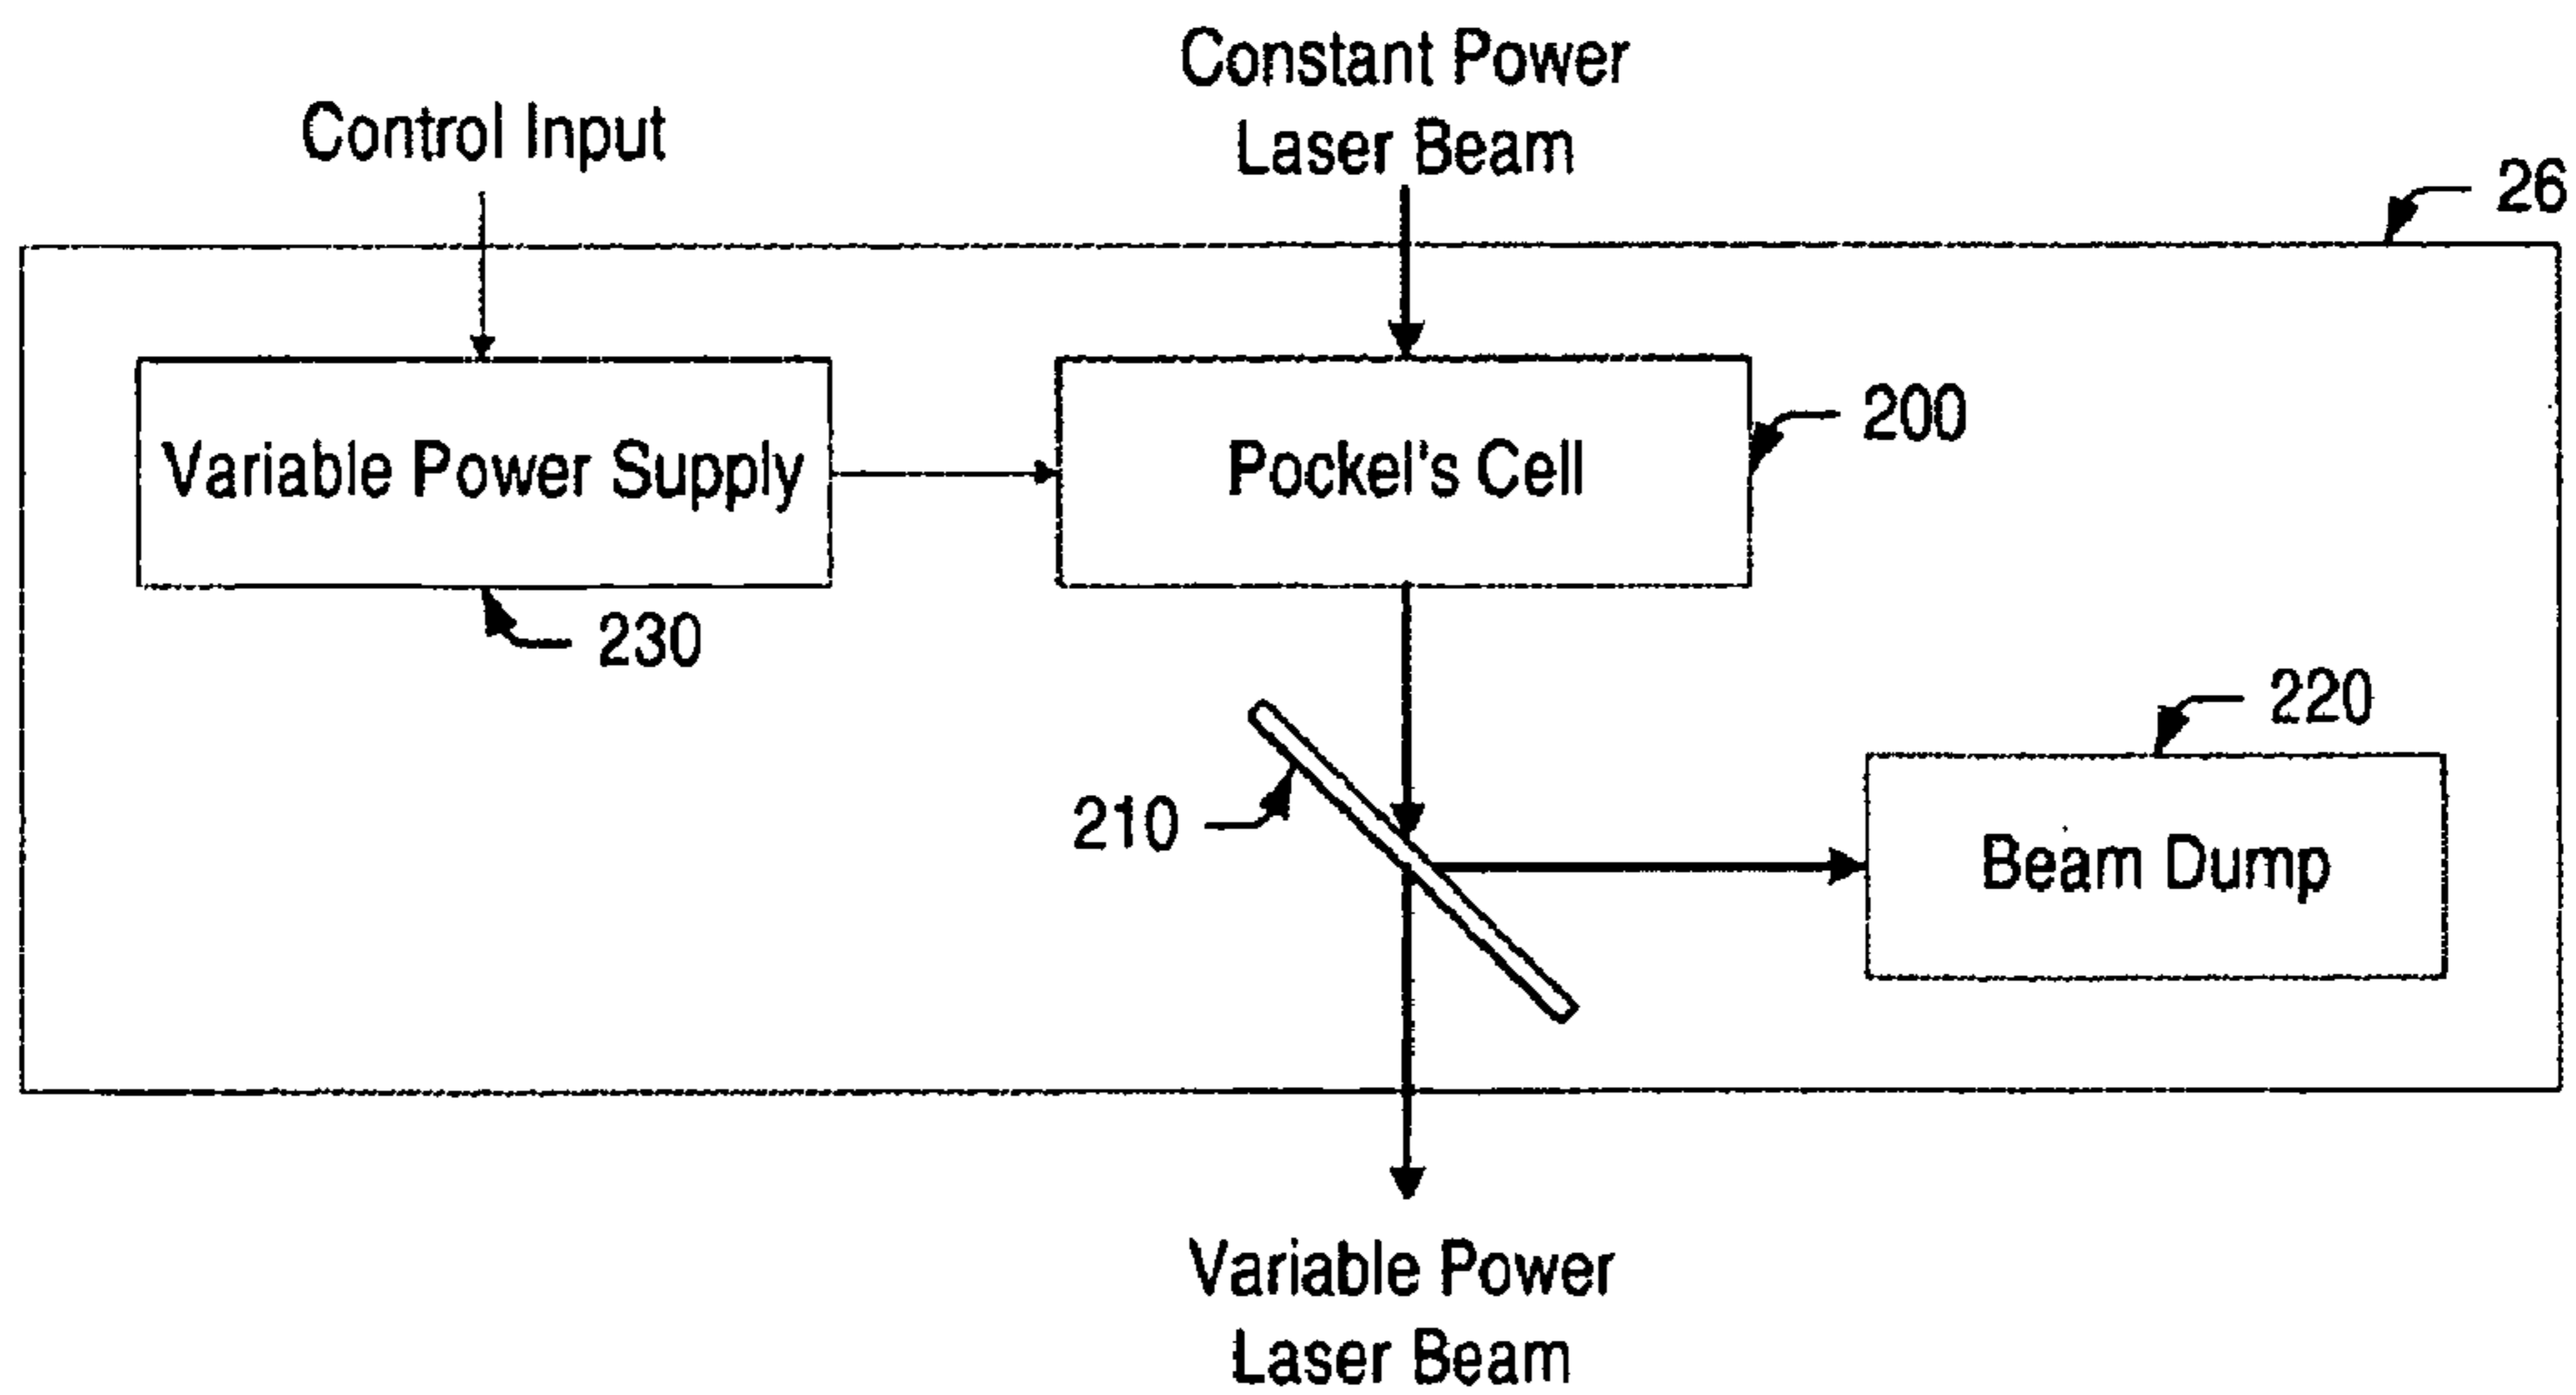 Constant Power
Laser Beam
Control Input
26
Variable Power Supply
Pockel's Cell
200
230
220
210
Beam Dump
Variable Power
Laser Beam